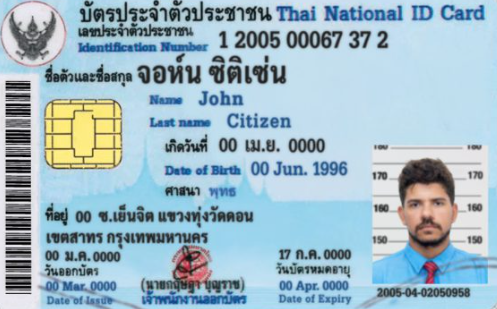 บัตรประจำตัวประชาชน Thai National ID Card
เลขประจำตัวประชาชน
Identification Number 1 2005 00067 37 2
ชื่อตัวและชื่อสกุล จอห์น ซิติเซ่น
Name John
Last name Citizen
เกิดวันที่ 00 เม.ย. 0000
Date of Birth 00 Jun. 1996
ศาสนา พุทธ
ที่อยู่ 00 ซ.เย็นจิต แขวงทุ่งวัดดอน
เขตสาทร กรุงเทพมหานคร
00 ม.ค. 0000
วันออกบัตร
00 Mar. 0000
Date of Issue
(นายกฤษฎา บุญราช)
เจ้าพนักงานออกบัตร
17 ก.ค. 0000
วันบัตรหมดอายุ
00 Apr. 0000
Date of Expiry
180 180
170 170
160 160
150 150
2005-04-02050958